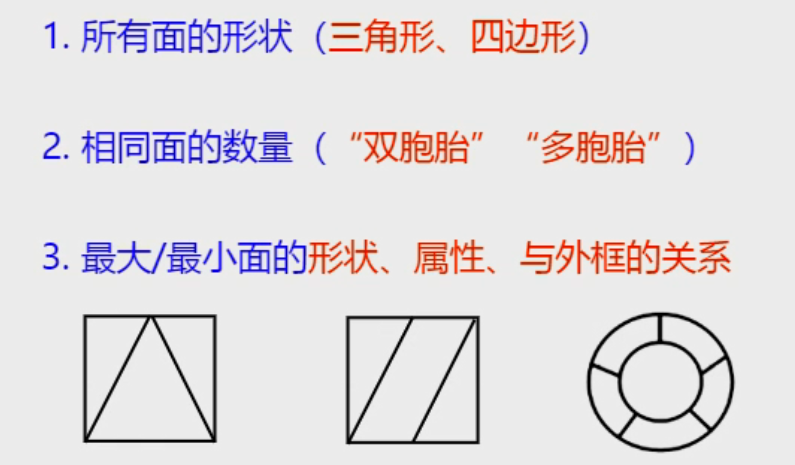 1. 所有面的形状（三角形、四边形）
2. 相同面的数量（“双胞胎” “多胞胎”）
3. 最大/最小面的形状、属性、与外框的关系